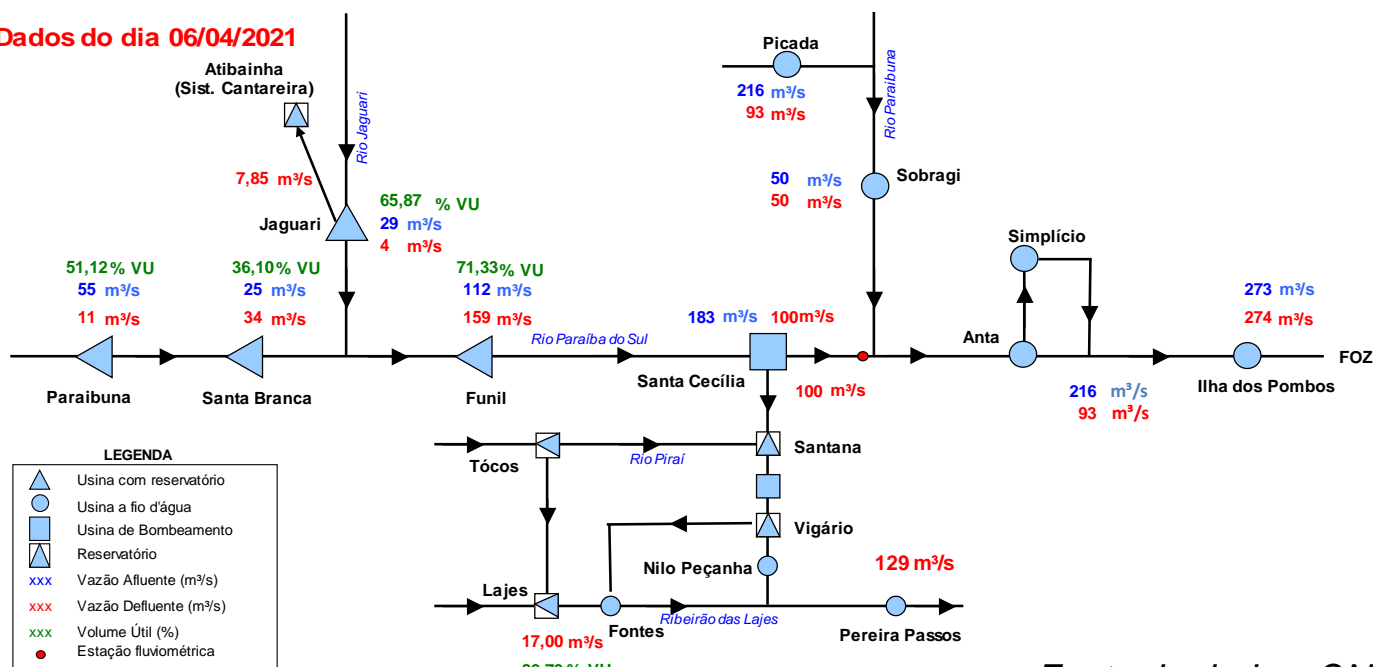 Dados do dia 06/04/2021
Atibainha
(Sist. Cantareira)
Rio Jaguari
7,85 m³/s
Jaguari
65,87 % VU
29 m³/s
4 m³/s
Picada
216 m³/s
93 m³/s
Rio Paraibuna
50 m³/s
50 m³/s
Sobragi
51,12% VU
55 m³/s
11 m³/s
Paraibuna
36,10% VU
25 m³/s
34 m³/s
Santa Branca
71,33% VU
112 m³/s
159 m³/s
Funil
Rio Paraíba do Sul
183 m³/s 100m³/s
Santa Cecília
100 m³/s
Simplício
Anta
216 m³/s
93 m³/s
273 m³/s
274 m³/s
Ilha dos Pombos
FOZ
Tócos
Rio Piraí
Santana
Vigário
Nilo Peçanha
129 m³/s
Lajes
Fontes
Ribeirão das Lajes
Pereira Passos
17,00 m³/s
LEGENDA
Usina com reservatório
Usina a fio d'água
Usina de Bombeamento
Reservatório
xxx Vazão Afluente (m³/s)
xxx Vazão Defluente (m³/s)
xxx Volume Útil (%)
Estação fluviométrica